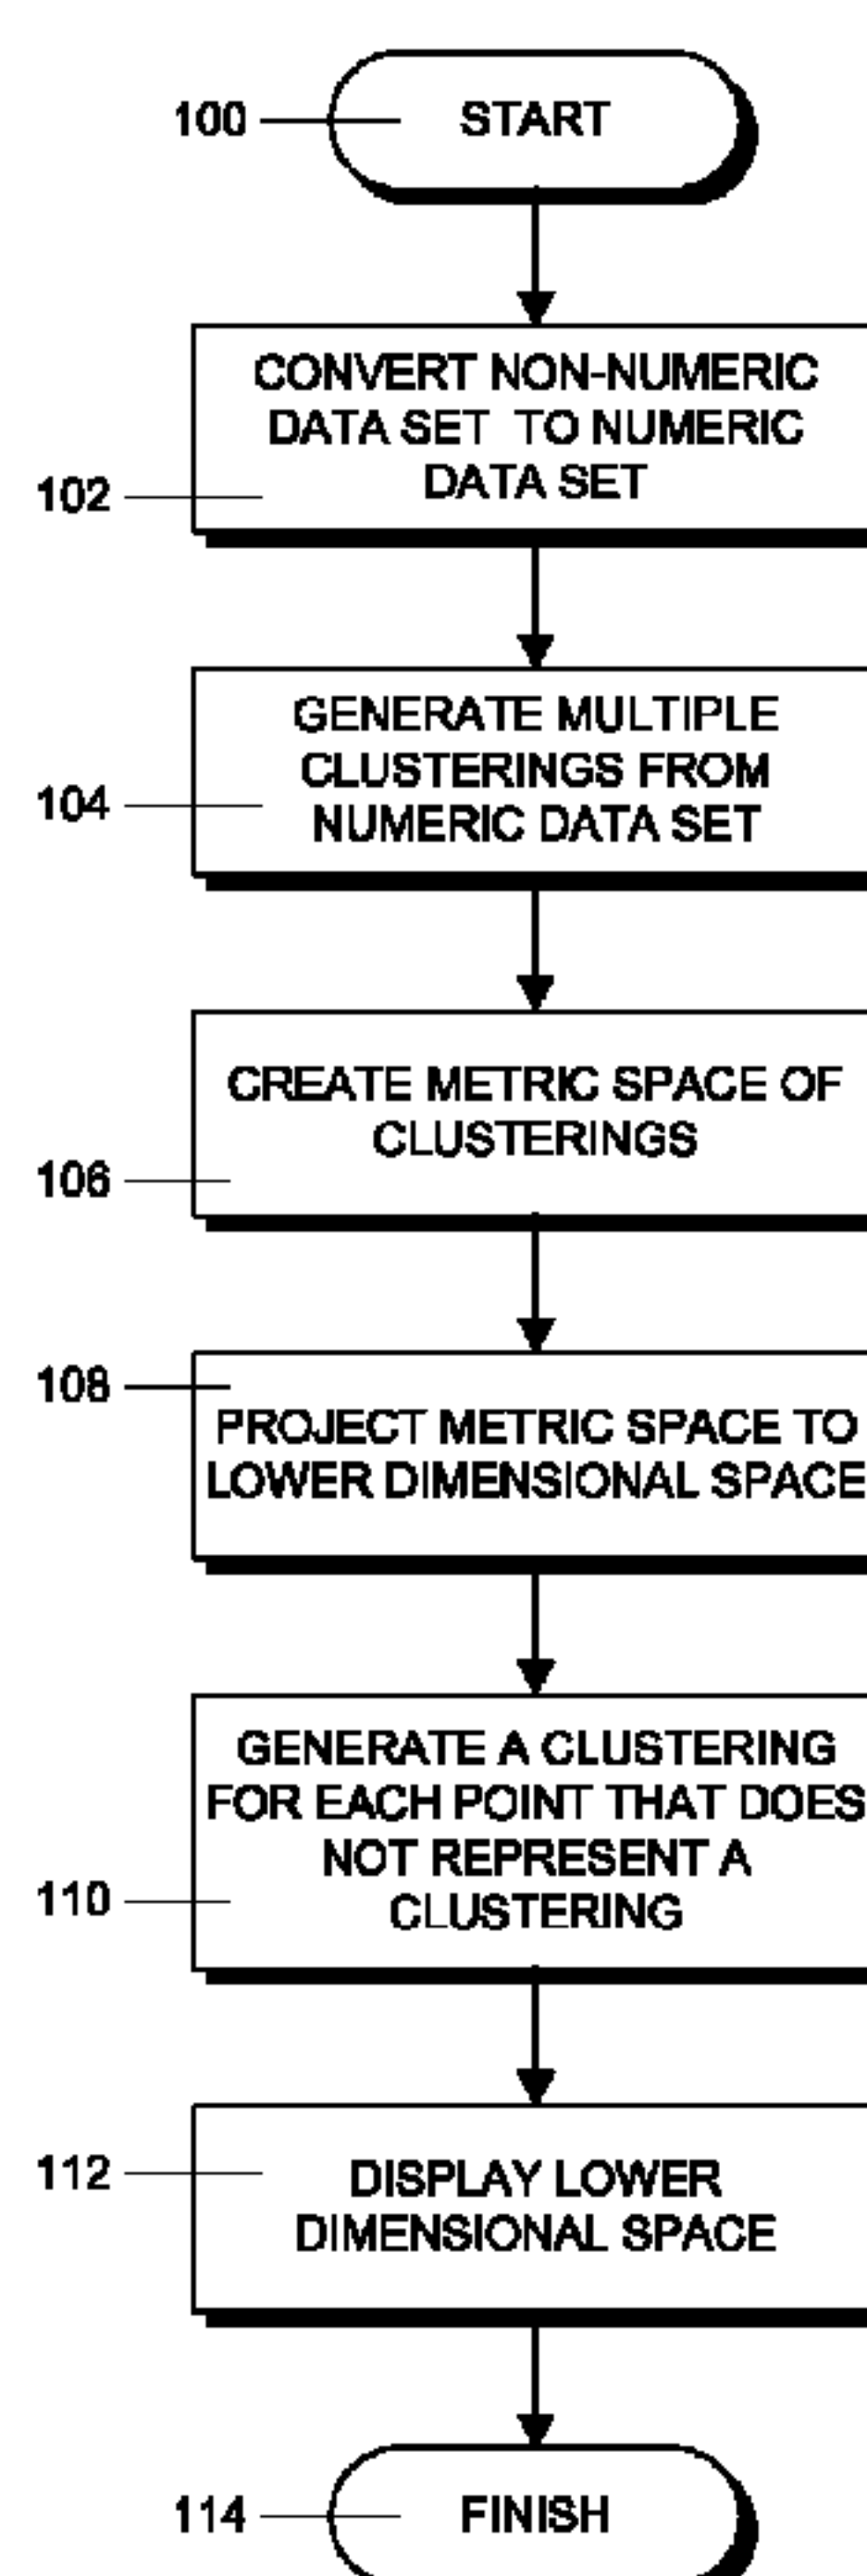 100
START
CONVERT NON-NUMERIC
DATA SET TO NUMERIC
DATA SET
102
GENERATE MULTIPLE
CLUSTERINGS FROM
NUMERIC DATA SET
104
CREATE METRIC SPACE OF
CLUSTERINGS
106
108
PROJECT METRIC SPACE TO
LOWER DIMENSIONAL SPACE
GENERATE A CLUSTERING
FOR EACH POINT THAT DOES
NOT REPRESENT A
CLUSTERING
110
112
DISPLAY LOWER
DIMENSIONAL SPACE
114
FINISH